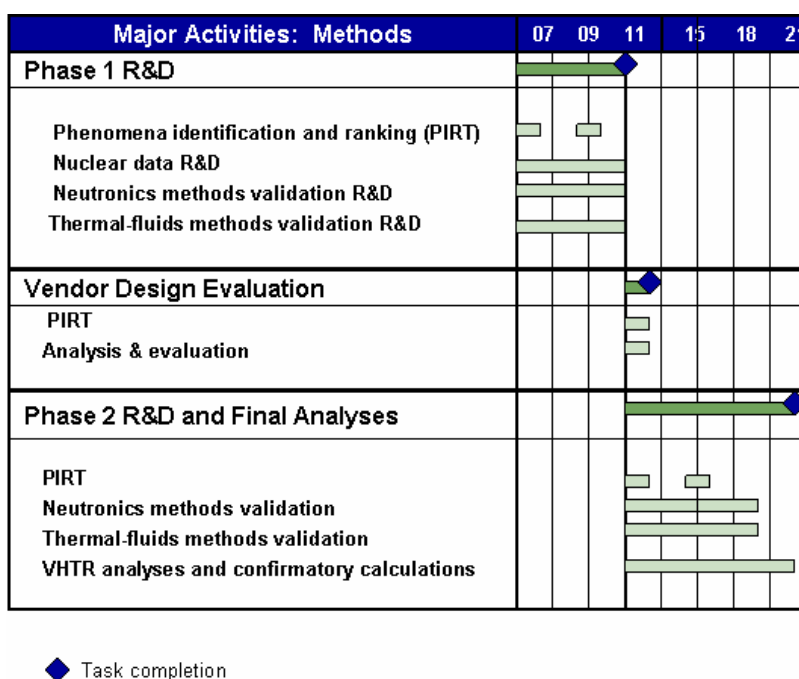 Major Activities: Methods 07 09 11 15 18
Phase 1 R&D
Phenomena identification and ranking (PIRT)
Nuclear data R&D
Neutronics methods validation R&D
Thermal-fluids methods validation R&D
Vendor Design Evaluation
PIRT
Analysis & evaluation
Phase 2 R&D and Final Analyses
PIRT
Neutronics methods validation
Thermal-fluids methods validation
VHTR analyses and confirmatory calculations
Task completion